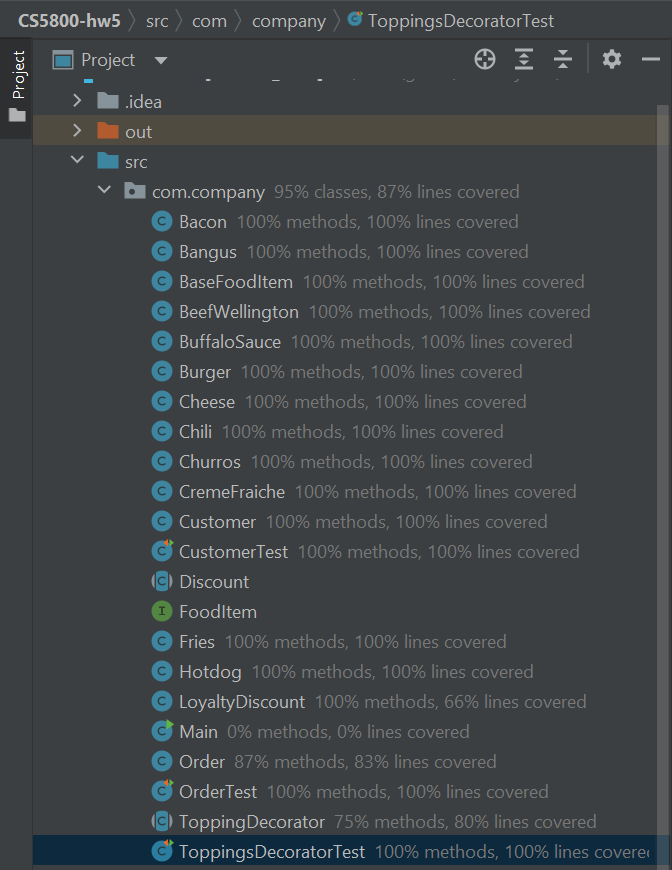 CS5800-hw5 src com company ToppingsDecoratorTest
Project
Project
.idea
out
src
com.company 95% classes, 87% lines covered
Bacon 100% methods, 100% lines covered
Bangus 100% methods, 100% lines covered
BaseFoodItem 100% methods, 100% lines covered
BeefWellington 100% methods, 100% lines covered
BuffaloSauce 100% methods, 100% lines covered
Burger 100% methods, 100% lines covered
Cheese 100% methods, 100% lines covered
Chili 100% methods, 100% lines covered
Churros 100% methods, 100% lines covered
CremeFraiche 100% methods, 100% lines covered
Customer 100% methods, 100% lines covered
CustomerTest 100% methods, 100% lines covered
Discount
FoodItem
Fries 100% methods, 100% lines covered
Hotdog 100% methods, 100% lines covered
LoyaltyDiscount 100% methods, 66% lines covered
Main 0% methods, 0% lines covered
Order 87% methods, 83% lines covered
OrderTest 100% methods, 100% lines covered
ToppingDecorator 75% methods, 80% lines covered
ToppingsDecoratorTest 100% methods, 100% lines covere